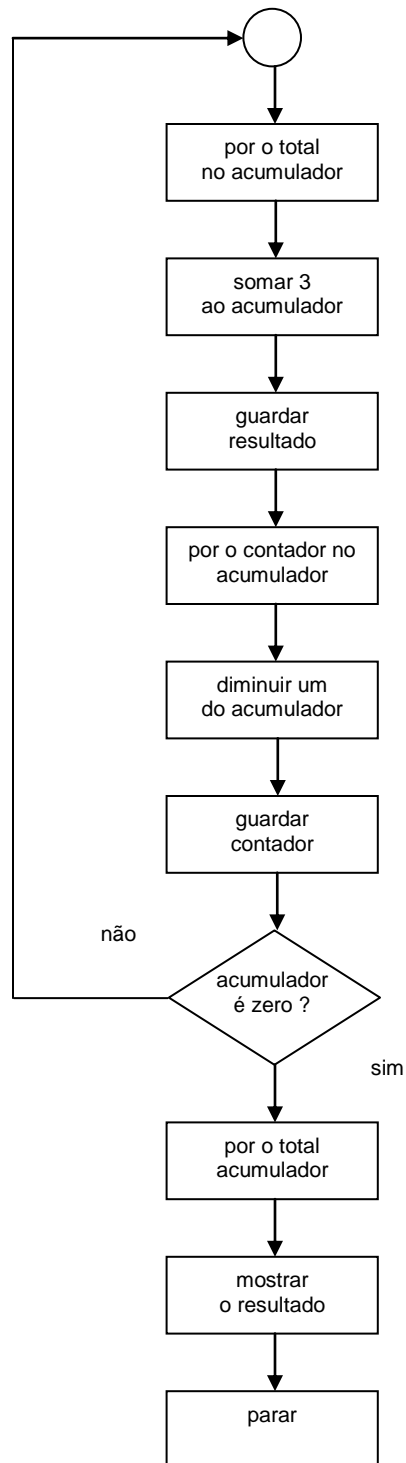 por o total
no acumulador
somar 3
ao acumulador
guardar
resultado
por o contador no
acumulador
diminuir um
do acumulador
guardar
contador
não
acumulador
é zero ?
sim
por o total
acumulador
mostrar
o resultado
parar